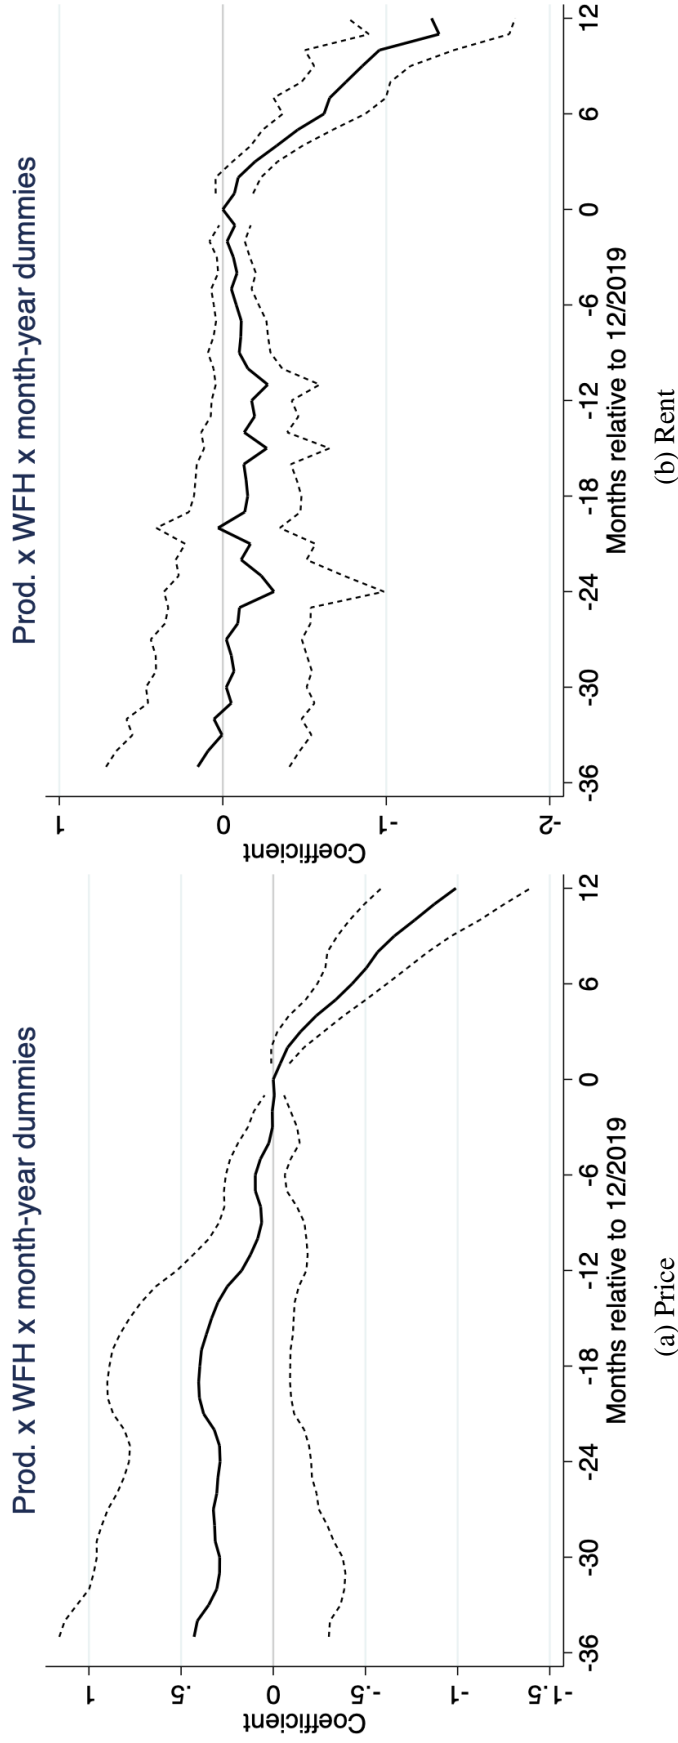 Prod. x WFH x month-year dummies
Coefficient
1
.5
0
-.5
-1
-1.5
-36 -30 -24 -18 -12 -6 0 6 12
Months relative to 12/2019
(a) Price
Prod. x WFH x month-year dummies
Coefficient
1
0
-1
-2
-36 -30 -24 -18 -12 -6 0 6 12
Months relative to 12/2019
(b) Rent